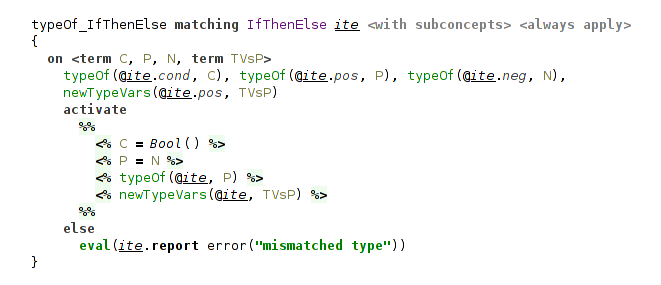 typeOf_IfThenElse matching IfThenElse ite <with subconcepts> <always apply>
{
on <term C, P, N, term TVsP>
typeOf(@ite.cond, C), typeOf(@ite.pos, P), typeOf(@ite.neg, N),
newTypeVars(@ite.pos, TVsP)
activate
%%
<% C = Bool() %>
<% P = N %>
<% typeOf(@ite, P) %>
<% newTypeVars(@ite, TVsP) %>
%%
else
eval(ite.report error("mismatched type"))
}